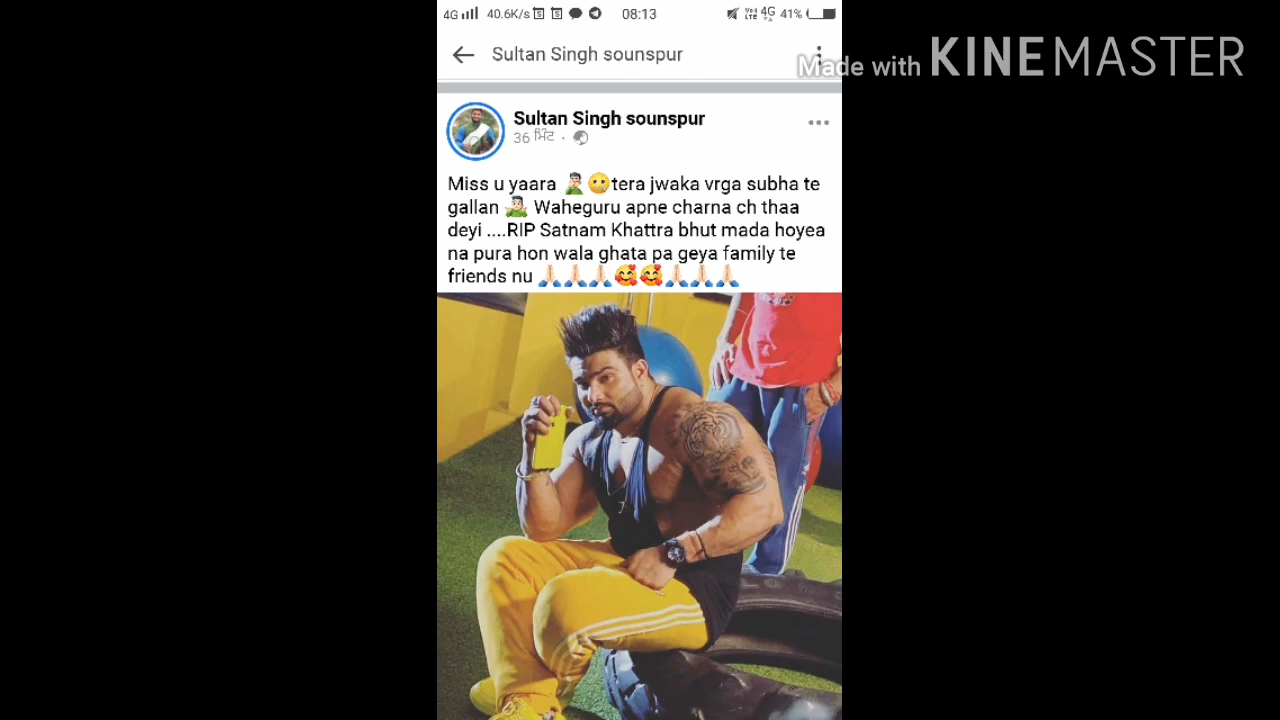 4G 40.6K/s 08:13 VoI) LTE 4G 41%
Sultan Singh sounspur
Made with KINEMASTER
Sultan Singh sounspur
36 ਮਿੰਟ ·
Miss u yaara 🤦🏻‍♂️😬tera jwaka vrga subha te
gallan 🤷🏻‍♂️ Waheguru apne charna ch thaa
deyi ....RIP Satnam Khattra bhut mada hoyea
na pura hon wala ghata pa geya family te
friends nu 🙏🏻🙏🏻🙏🏻🥰🥰🙏🏻🙏🏻🙏🏻